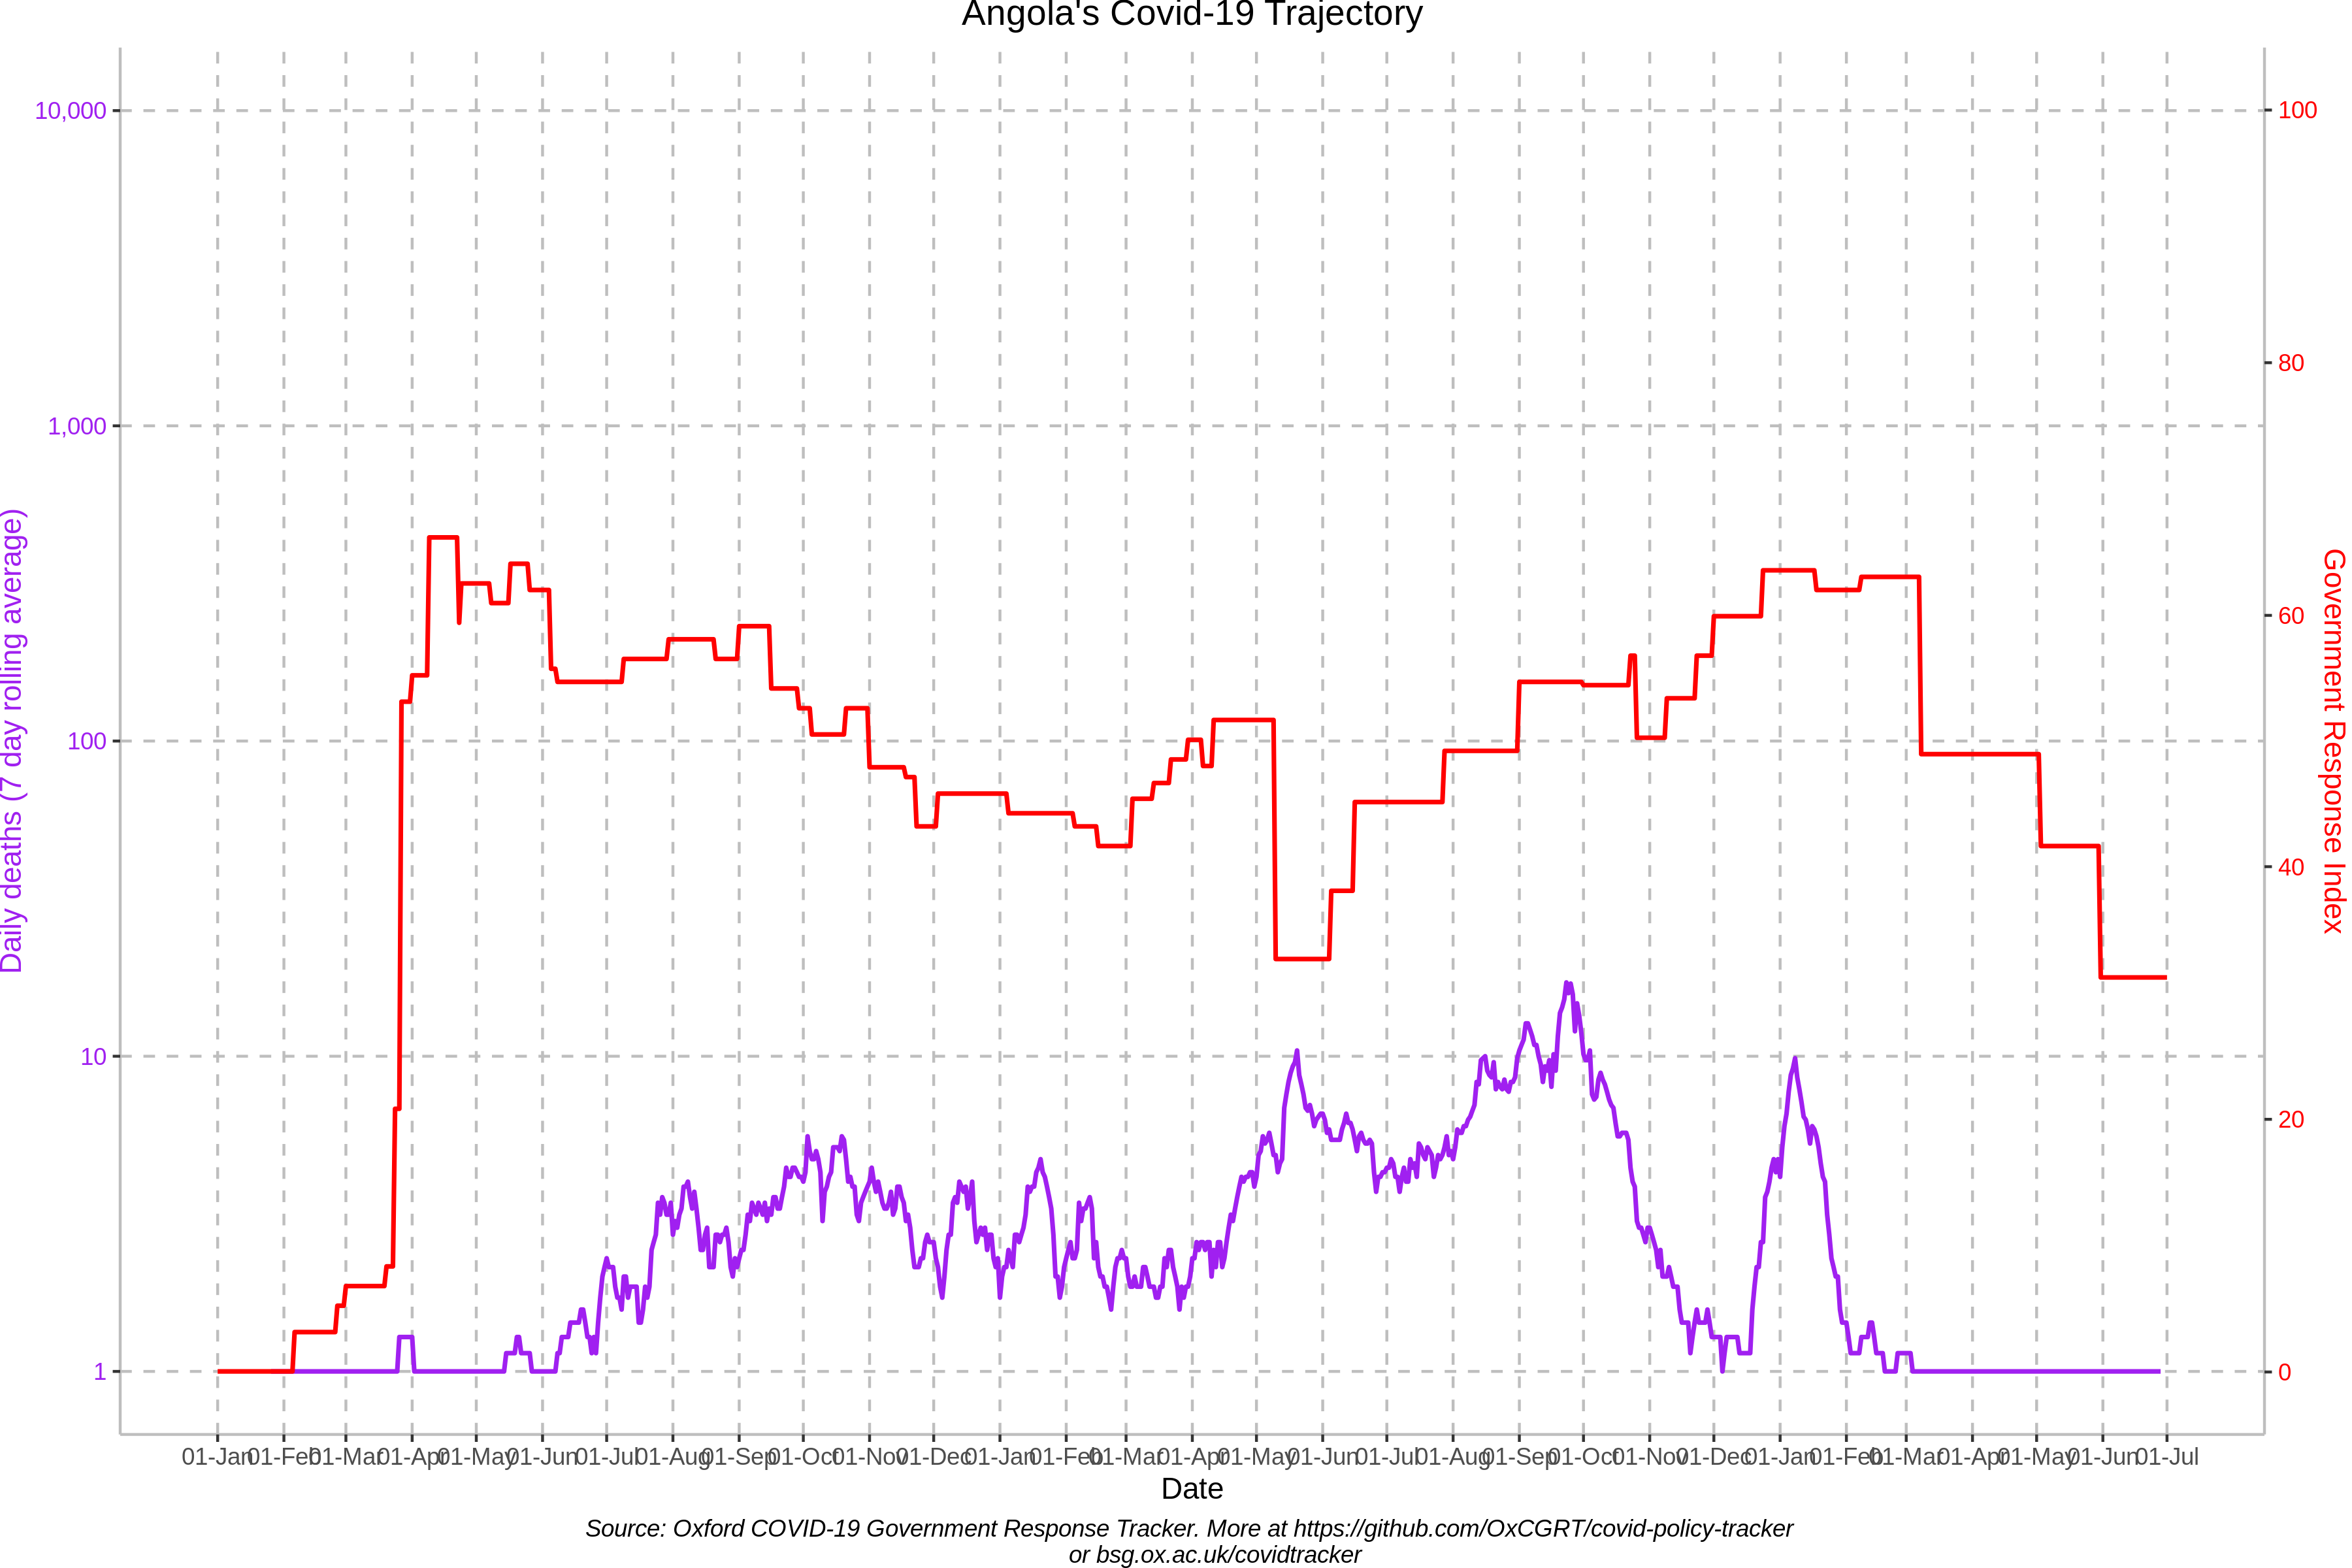 Angola's Covid-19 Trajectory
10,000
1,000
100
10
1
Daily deaths (7 day rolling average)
100
80
60
40
20
0
Government Response Index
01-Jan 01-Feb 01-Mar 01-Apr 01-May 01-Jun 01-Jul 01-Aug 01-Sep 01-Oct 01-Nov 01-Dec 01-Jan 01-Feb 01-Mar 01-Apr 01-May 01-Jun 01-Jul 01-Aug 01-Sep 01-Oct 01-Nov 01-Dec 01-Jan 01-Feb 01-Mar 01-Apr 01-May 01-Jun 01-Jul
Date
Source: Oxford COVID-19 Government Response Tracker. More at https://github.com/OxCGRT/covid-policy-tracker
or bsg.ox.ac.uk/covidtracker